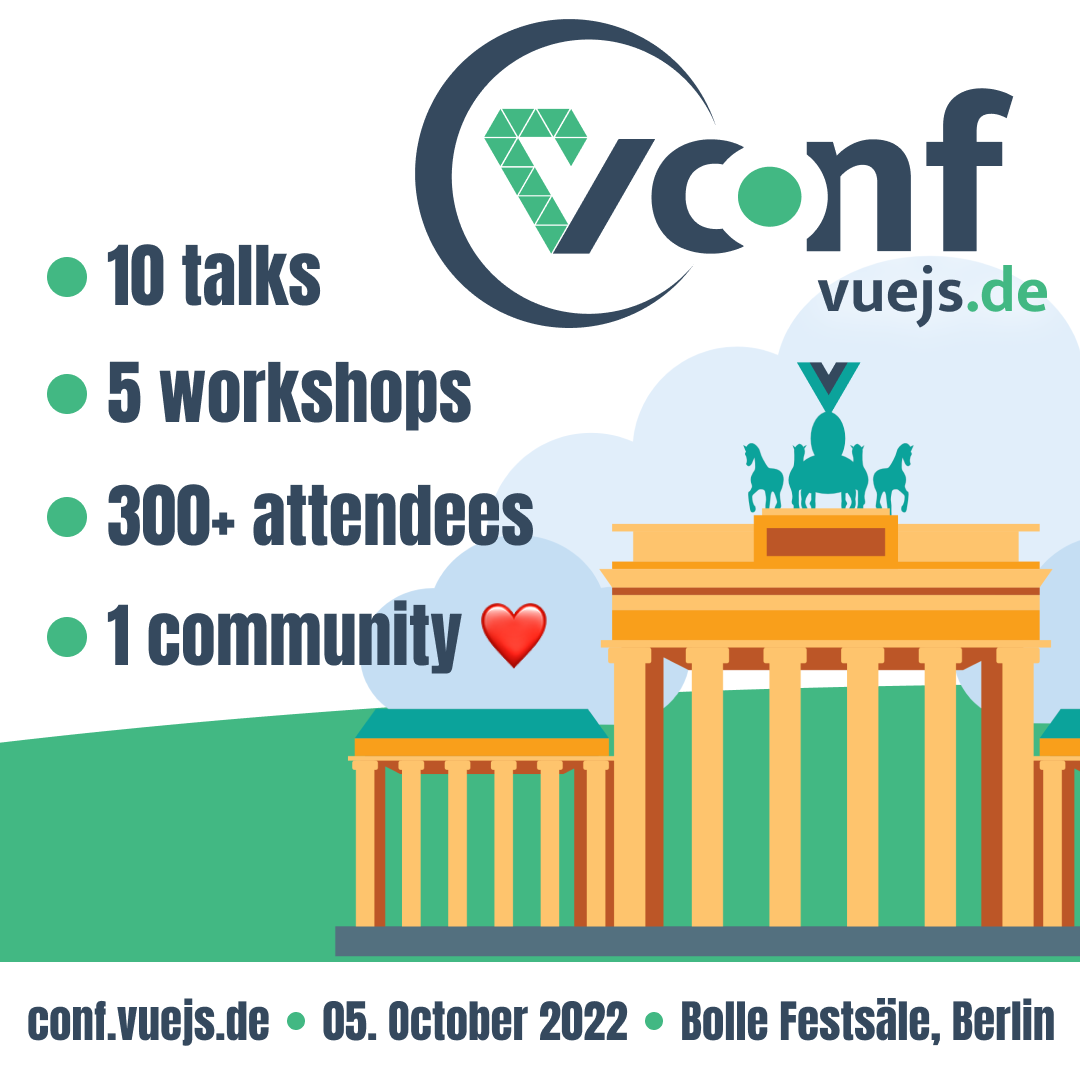 vconf
vuejs.de
10 talks
5 workshops
300+ attendees
1 community ❤️
conf.vuejs.de • 05. October 2022 • Bolle Festsäle, Berlin